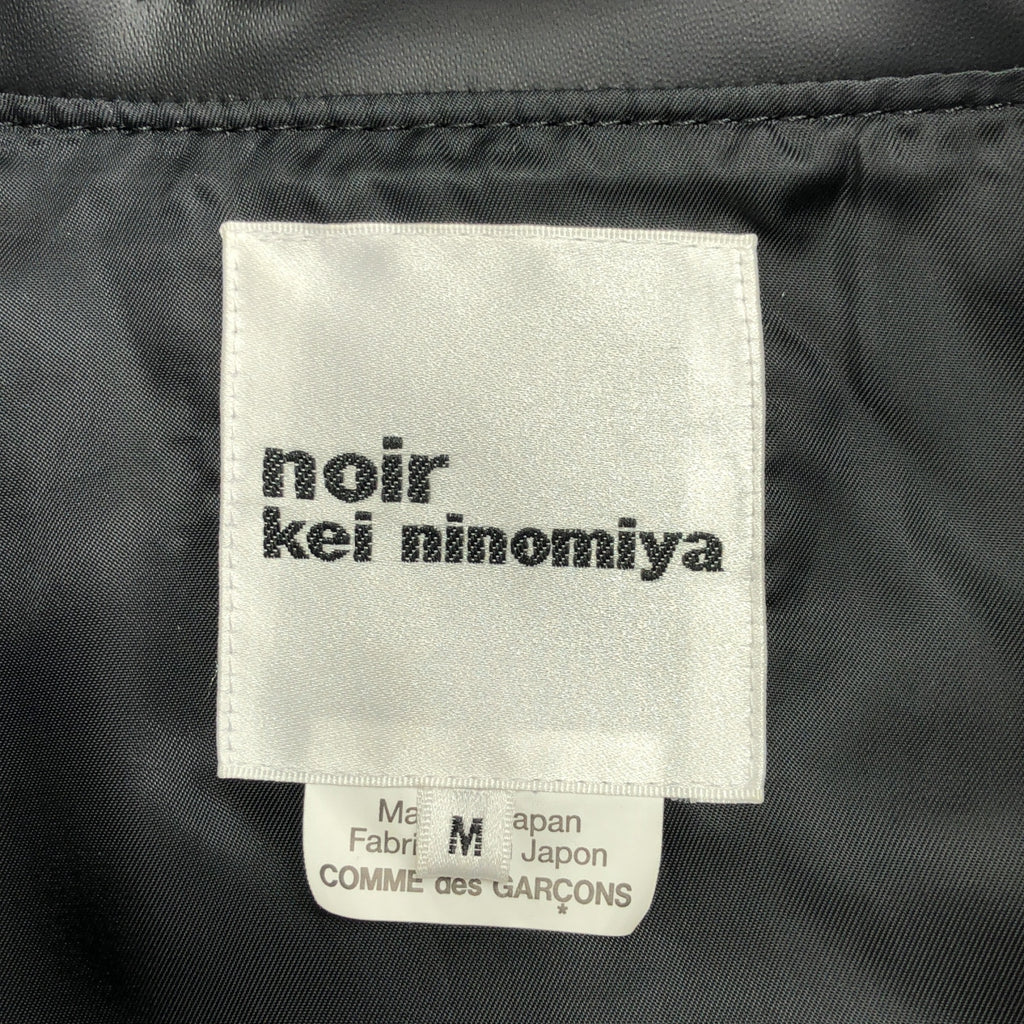 noir
kei ninomiya
M
Ma apan
Fabri Japon
COMME des GARÇONS
*